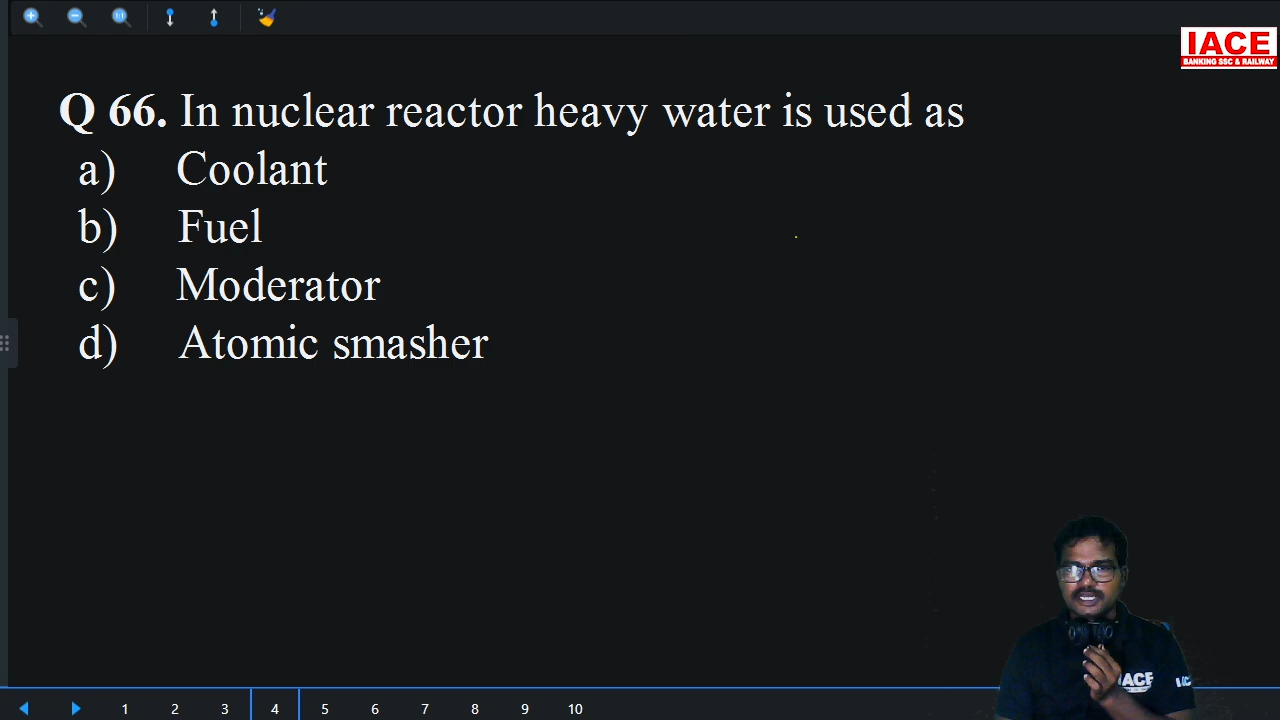 IACE
BANKING SSC & RAILWAY
Q 66. In nuclear reactor heavy water is used as
a) Coolant
b) Fuel
c) Moderator
d) Atomic smasher
IACE
1 2 3 4 5 6 7 8 9 10